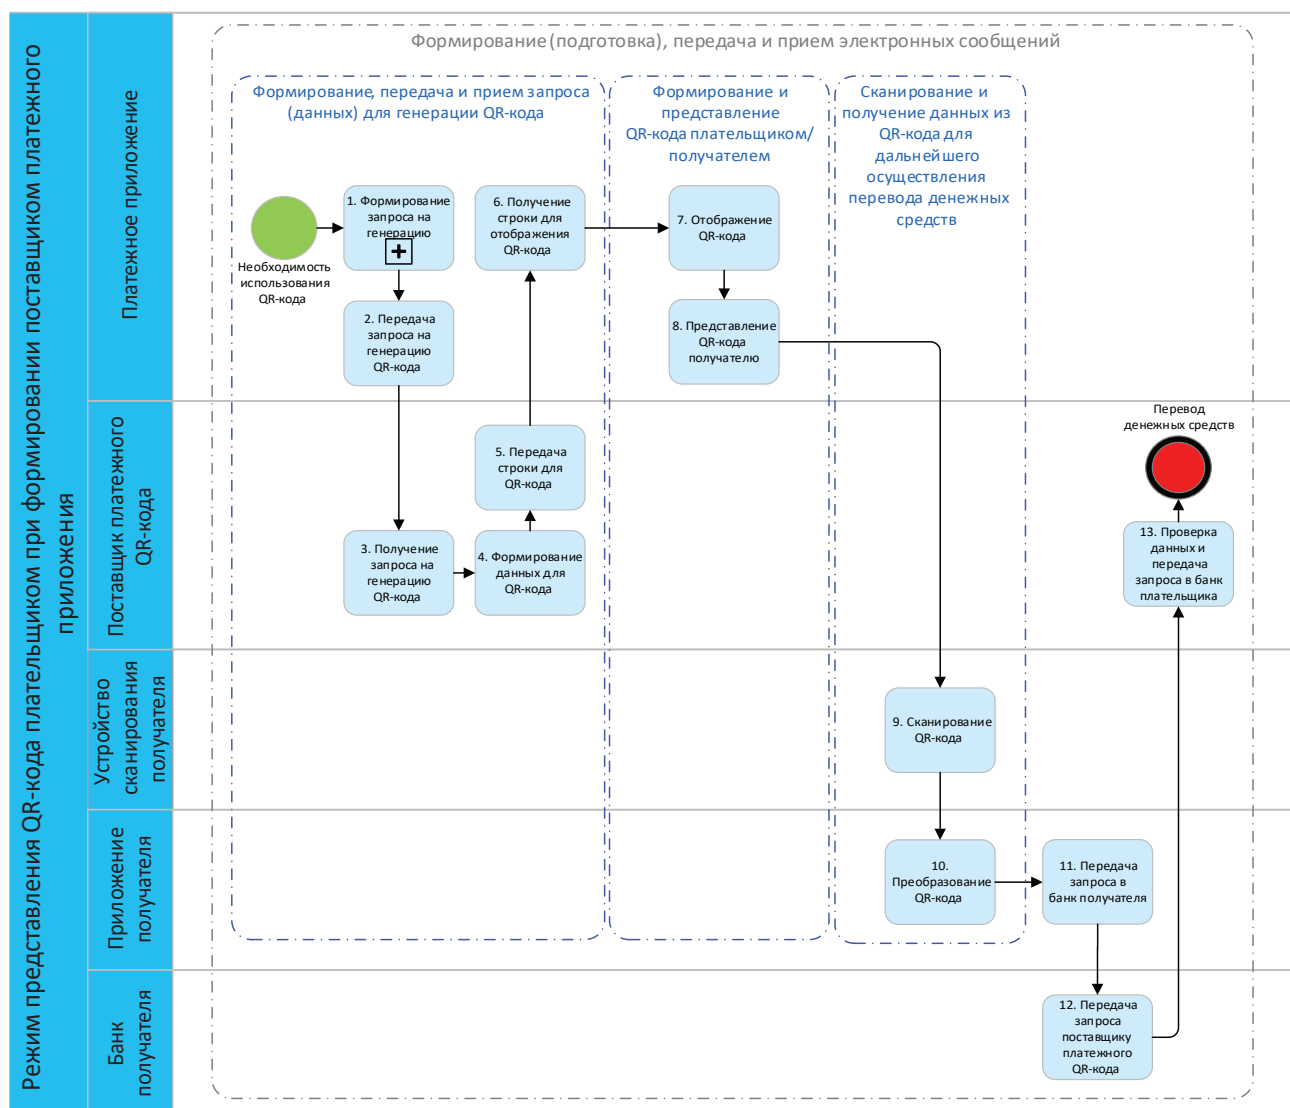 Режим представления QR-кода плательщиком при формировании поставщиком платежного
приложения
Платежное приложение
Поставщик платежного
QR-кода
Устройство
сканирования
получателя
Приложение
получателя
Банк
получателя
Формирование (подготовка), передача и прием электронных сообщений
Формирование, передача и прием запроса
(данных) для генерации QR-кода
Формирование и
представление
QR-кода плательщиком/
получателем
Сканирование и
получение данных из
QR-кода для
дальнейшего
осуществления
перевода денежных
средств
Необходимость
использования
QR-кода
1. Формирование
запроса на
генерацию
2. Передача
запроса на
генерацию
QR-кода
3. Получение
запроса на
генерацию
QR-кода
4. Формирование
данных для
QR-кода
5. Передача
строки для
QR-кода
6. Получение
строки для
отображения
QR-кода
7. Отображение
QR-кода
8. Представление
QR-кода
получателю
9. Сканирование
QR-кода
10.
Преобразование
QR-кода
11. Передача
запроса в
банк получателя
12. Передача
запроса
поставщику
платежного
QR-кода
13. Проверка
данных и
передача
запроса в банк
плательщика
Перевод
денежных средств